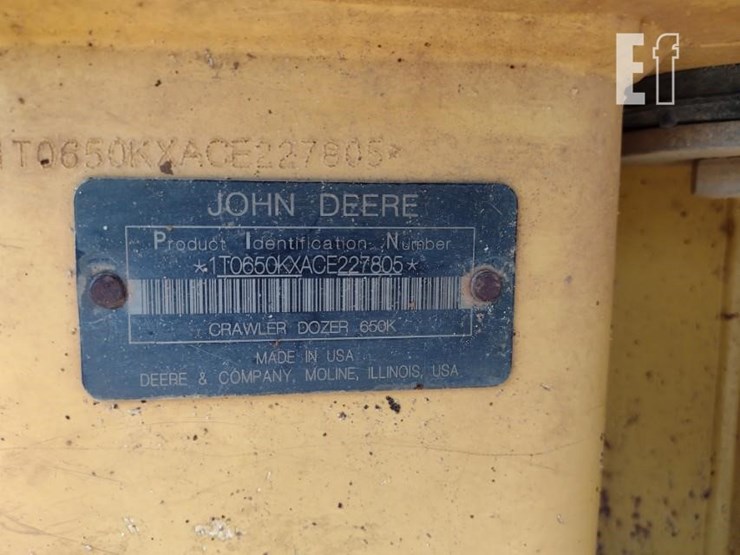 Ef
1T0650KXACE227805*
JOHN DEERE
Product Identification Number
*1T0650KXACE227805*
CRAWLER DOZER 650K
MADE IN USA
DEERE & COMPANY, MOLINE, ILLINOIS, USA